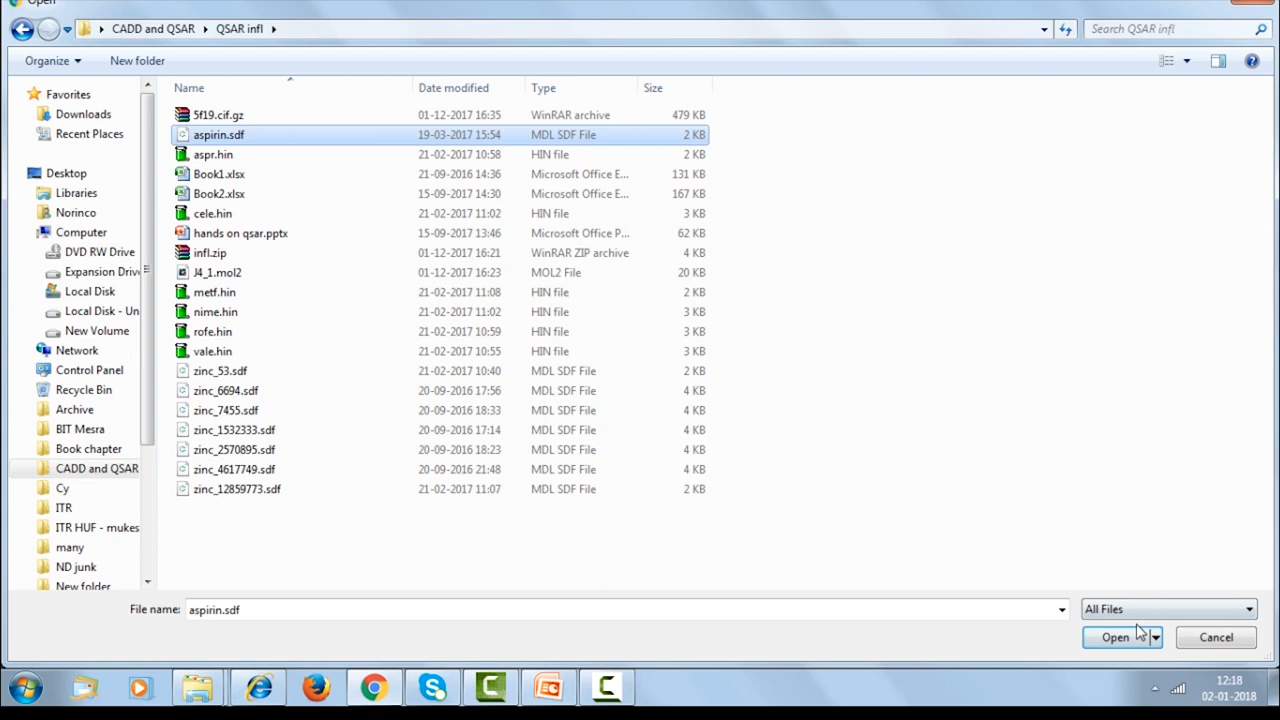 Open
CADD and QSAR QSAR infl Search QSAR infl
Organize New folder
Name Date modified Type Size
5f19.cif.gz 01-12-2017 16:35 WinRAR archive 479 KB
aspirin.sdf 19-03-2017 15:54 MDL SDF File 2 KB
aspr.hin 21-02-2017 10:58 HIN file 2 KB
Book1.xlsx 21-09-2016 14:36 Microsoft Office E... 131 KB
Book2.xlsx 15-09-2017 14:30 Microsoft Office E... 167 KB
cele.hin 21-02-2017 11:02 HIN file 3 KB
hands on qsar.pptx 15-09-2017 13:46 Microsoft Office P... 62 KB
infl.zip 01-12-2017 16:21 WinRAR ZIP archive 4 KB
J4_1.mol2 01-12-2017 16:23 MOL2 File 20 KB
metf.hin 21-02-2017 11:08 HIN file 2 KB
nime.hin 21-02-2017 11:02 HIN file 3 KB
rofe.hin 21-02-2017 10:59 HIN file 3 KB
vale.hin 21-02-2017 10:55 HIN file 3 KB
zinc_53.sdf 21-02-2017 10:40 MDL SDF File 2 KB
zinc_6694.sdf 20-09-2016 17:56 MDL SDF File 4 KB
zinc_7455.sdf 20-09-2016 18:33 MDL SDF File 4 KB
zinc_1532333.sdf 20-09-2016 17:14 MDL SDF File 4 KB
zinc_2570895.sdf 20-09-2016 18:23 MDL SDF File 4 KB
zinc_4617749.sdf 20-09-2016 21:48 MDL SDF File 4 KB
zinc_12859773.sdf 21-02-2017 11:07 MDL SDF File 2 KB
Favorites
Downloads
Recent Places
Desktop
Libraries
Norinco
Computer
DVD RW Drive
Expansion Driv
Local Disk
Local Disk - Un
New Volume
Network
Control Panel
Recycle Bin
Archive
BIT Mesra
Book chapter
CADD and QSAR
Cy
ITR
ITR HUF - mukes
many
ND junk
New folder
File name: aspirin.sdf All Files
Open Cancel
12:18
02-01-2018